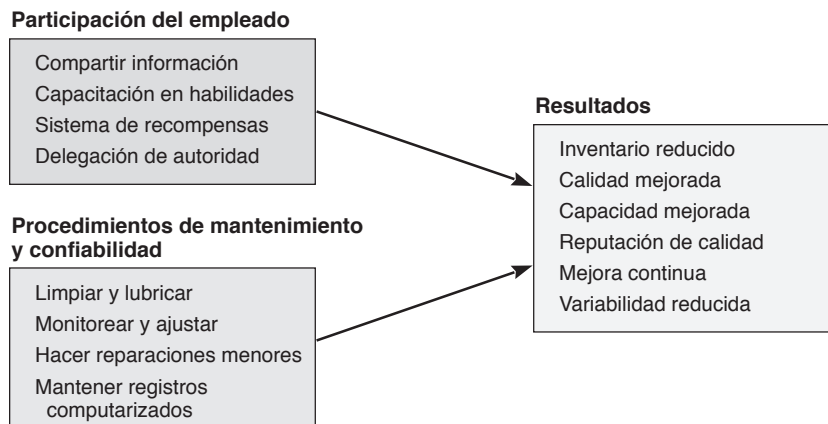 Participación del empleado
Compartir información
Capacitación en habilidades
Sistema de recompensas
Delegación de autoridad
Procedimientos de mantenimiento
y confiabilidad
Limpiar y lubricar
Monitorear y ajustar
Hacer reparaciones menores
Mantener registros
computarizados
Resultados
Inventario reducido
Calidad mejorada
Capacidad mejorada
Reputación de calidad
Mejora continua
Variabilidad reducida